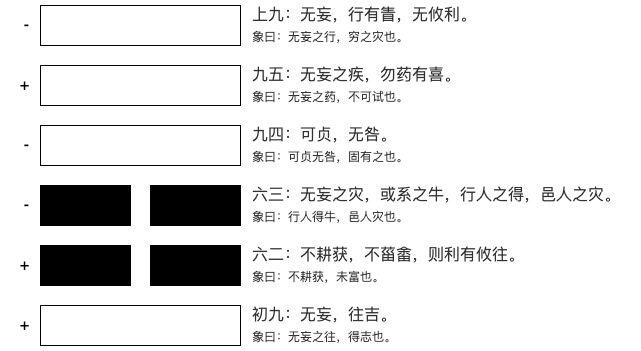 - 上九：无妄，行有眚，无攸利。
象曰：无妄之行，穷之灾也。
+ 九五：无妄之疾，勿药有喜。
象曰：无妄之药，不可试也。
- 九四：可贞，无咎。
象曰：可贞无咎，固有之也。
- 六三：无妄之灾，或系之牛，行人之得，邑人之灾。
象曰：行人得牛，邑人灾也。
+ 六二：不耕获，不菑畬，则利有攸往。
象曰：不耕获，未富也。
+ 初九：无妄，往吉。
象曰：无妄之往，得志也。